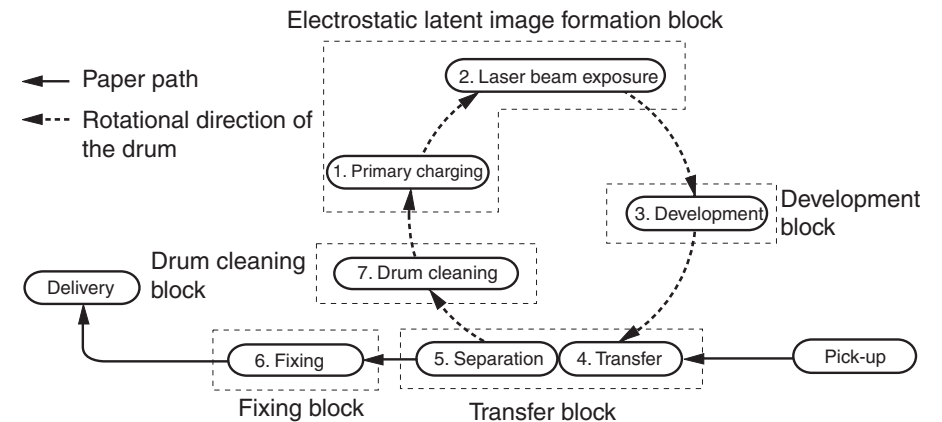 Electrostatic latent image formation block
Paper path
Rotational direction of
the drum
2. Laser beam exposure
1. Primary charging
3. Development
Development
block
7. Drum cleaning
Drum cleaning
block
Delivery
6. Fixing
5. Separation
4. Transfer
Pick-up
Fixing block
Transfer block